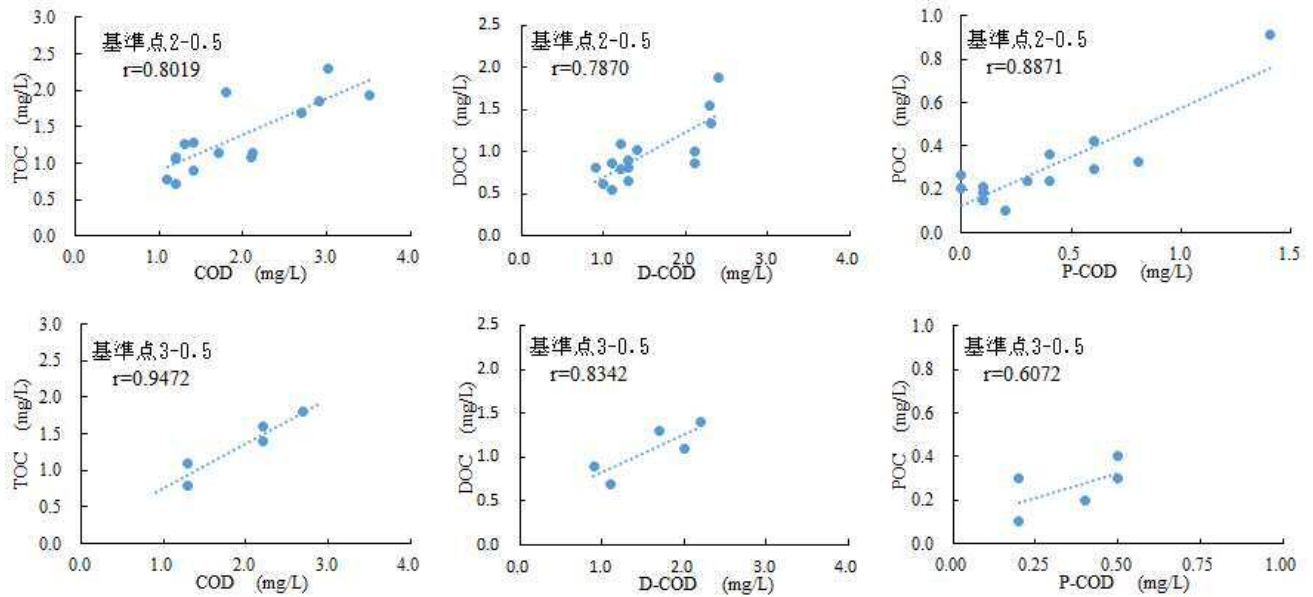 基準点2-0.5
r=0.8019
TOC (mg/L)
3.0
2.5
2.0
1.5
1.0
0.5
0.0
0.0 1.0 2.0 3.0 4.0
COD (mg/L)
基準点2-0.5
r=0.7870
DOC (mg/L)
2.5
2.0
1.5
1.0
0.5
0.0
0.0 1.0 2.0 3.0 4.0
D-COD (mg/L)
基準点2-0.5
r=0.8871
POC (mg/L)
1.0
0.8
0.6
0.4
0.2
0.0
0.0 0.5 1.0 1.5
P-COD (mg/L)
基準点3-0.5
r=0.9472
TOC (mg/L)
3.0
2.5
2.0
1.5
1.0
0.5
0.0
0.0 1.0 2.0 3.0 4.0
COD (mg/L)
基準点3-0.5
r=0.8342
DOC (mg/L)
2.5
2.0
1.5
1.0
0.5
0.0
0.0 1.0 2.0 3.0 4.0
D-COD (mg/L)
基準点3-0.5
r=0.6072
POC (mg/L)
1.0
0.8
0.6
0.4
0.2
0.0
0.00 0.25 0.50 0.75 1.00
P-COD (mg/L)